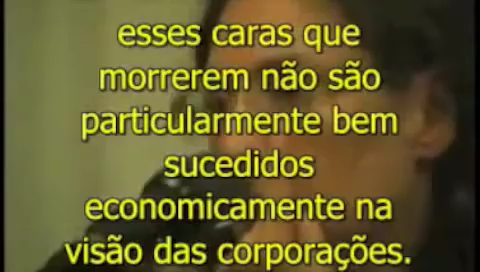 esses caras que
morrerem não são
particularmente bem
sucedidos
economicamente na
visão das corporações.